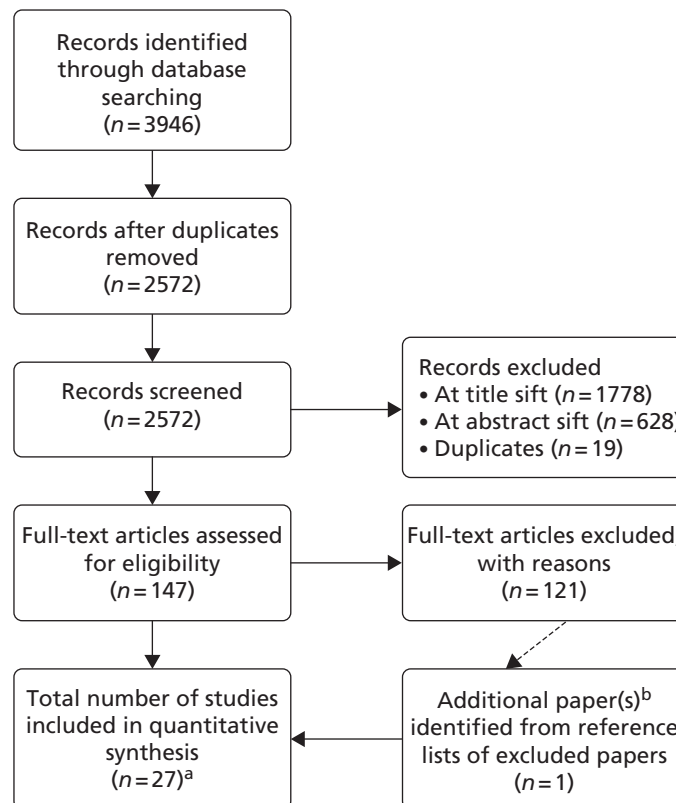 Records identified
through database
searching
(n=3946)
Records after duplicates
removed
(n=2572)
Records screened
(n=2572)
Records excluded
• At title sift (n=1778)
• At abstract sift (n=628)
• Duplicates (n=19)
Full-text articles assessed
for eligibility
(n=147)
Full-text articles excluded,
with reasons
(n=121)
Total number of studies
included in quantitative
synthesis
(n=27)a
Additional paper(s)b
identified from reference
lists of excluded papers
(n=1)